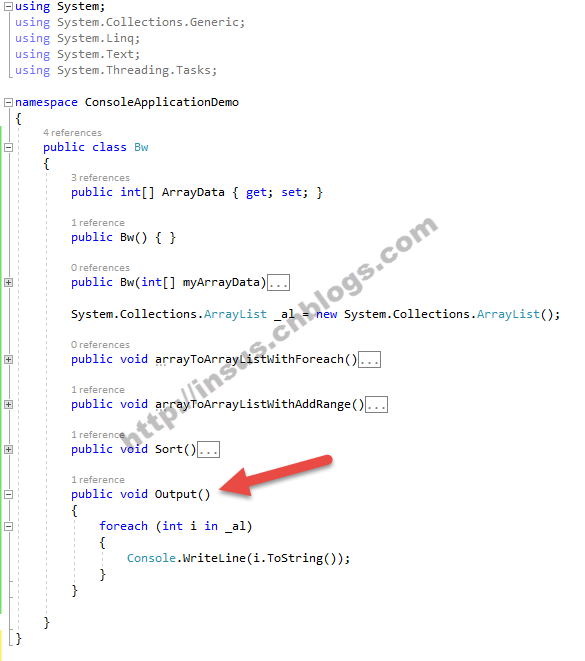 using System;
using System.Collections.Generic;
using System.Linq;
using System.Text;
using System.Threading.Tasks;
namespace ConsoleApplicationDemo
{
4 references
public class Bw
{
3 references
public int[] ArrayData { get; set; }
1 reference
public Bw() { }
0 references
public Bw(int[] myArrayData)...
System.Collections.ArrayList _al = new System.Collections.ArrayList();
0 references
public void arrayToArrayListWithForeach()...
1 reference
public void arrayToArrayListWithAddRange()...
1 reference
public void Sort()...
1 reference
public void Output()
{
foreach (int i in _al)
{
Console.WriteLine(i.ToString());
}
}
}
}
http://insus.cnblogs.com